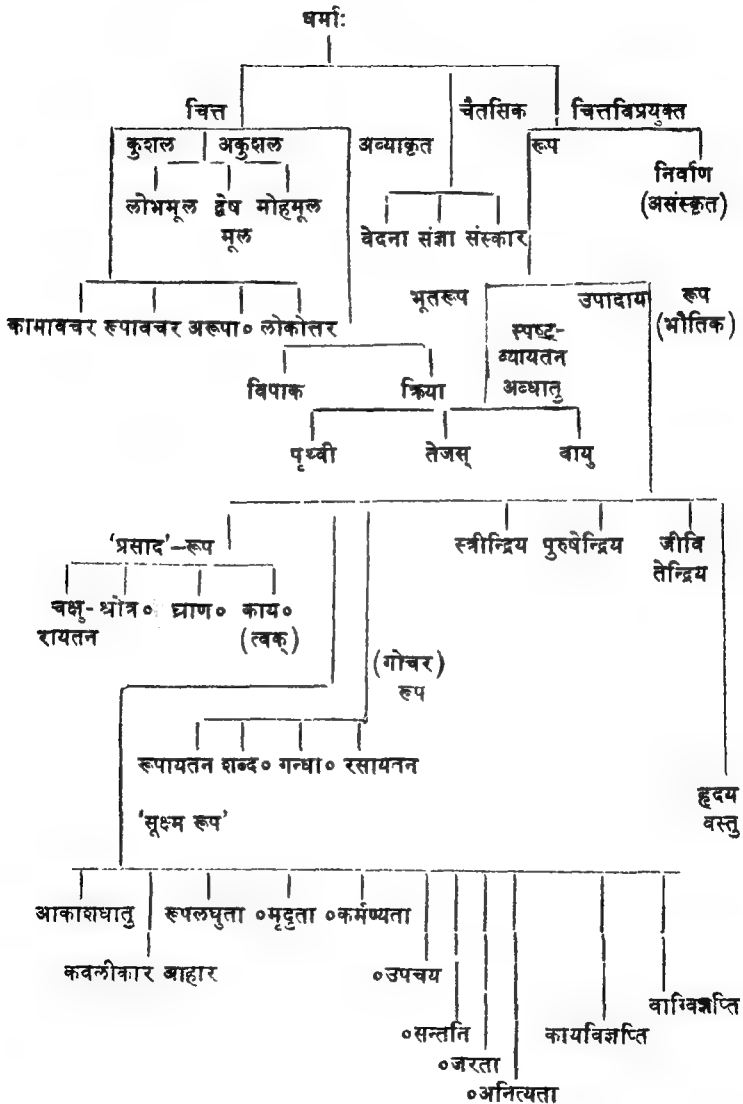 धर्मा:
चित्त चैतसिक चित्तविप्रयुक्त
कुशल अकुशल अव्याकृत रूप
निर्वाण
(असंस्कृत)
लोभमूल द्वेष मोहमूल
मूल
वेदना संज्ञा संस्कार
भूतरूप उपादाय रूप
(भौतिक)
कामावचर रूपावचर अरूपा० लोकोत्तर
स्पष्ट-
व्यायतन
अब्धातु
विपाक क्रिया
पृथ्वी तेजस् वायु
'प्रसाद'–रूप
स्त्रीन्द्रिय पुरुषेन्द्रिय जीवि
तेन्द्रिय
चक्षु- श्रोत्र० घ्राण० काय०
रायतन (त्वक्)
(गोचर)
रूप
रूपायतन शब्द० गन्धा० रसायतन
हृदय
वस्तु
'सूक्ष्म रूप'
आकाशधातु रूपलघुता ०मृदुता ०कर्मण्यता
कवलीकार आहार ०उपचय
वाग्विज्ञप्ति
०सन्तति कायविज्ञप्ति
०जरता
०अनित्यता